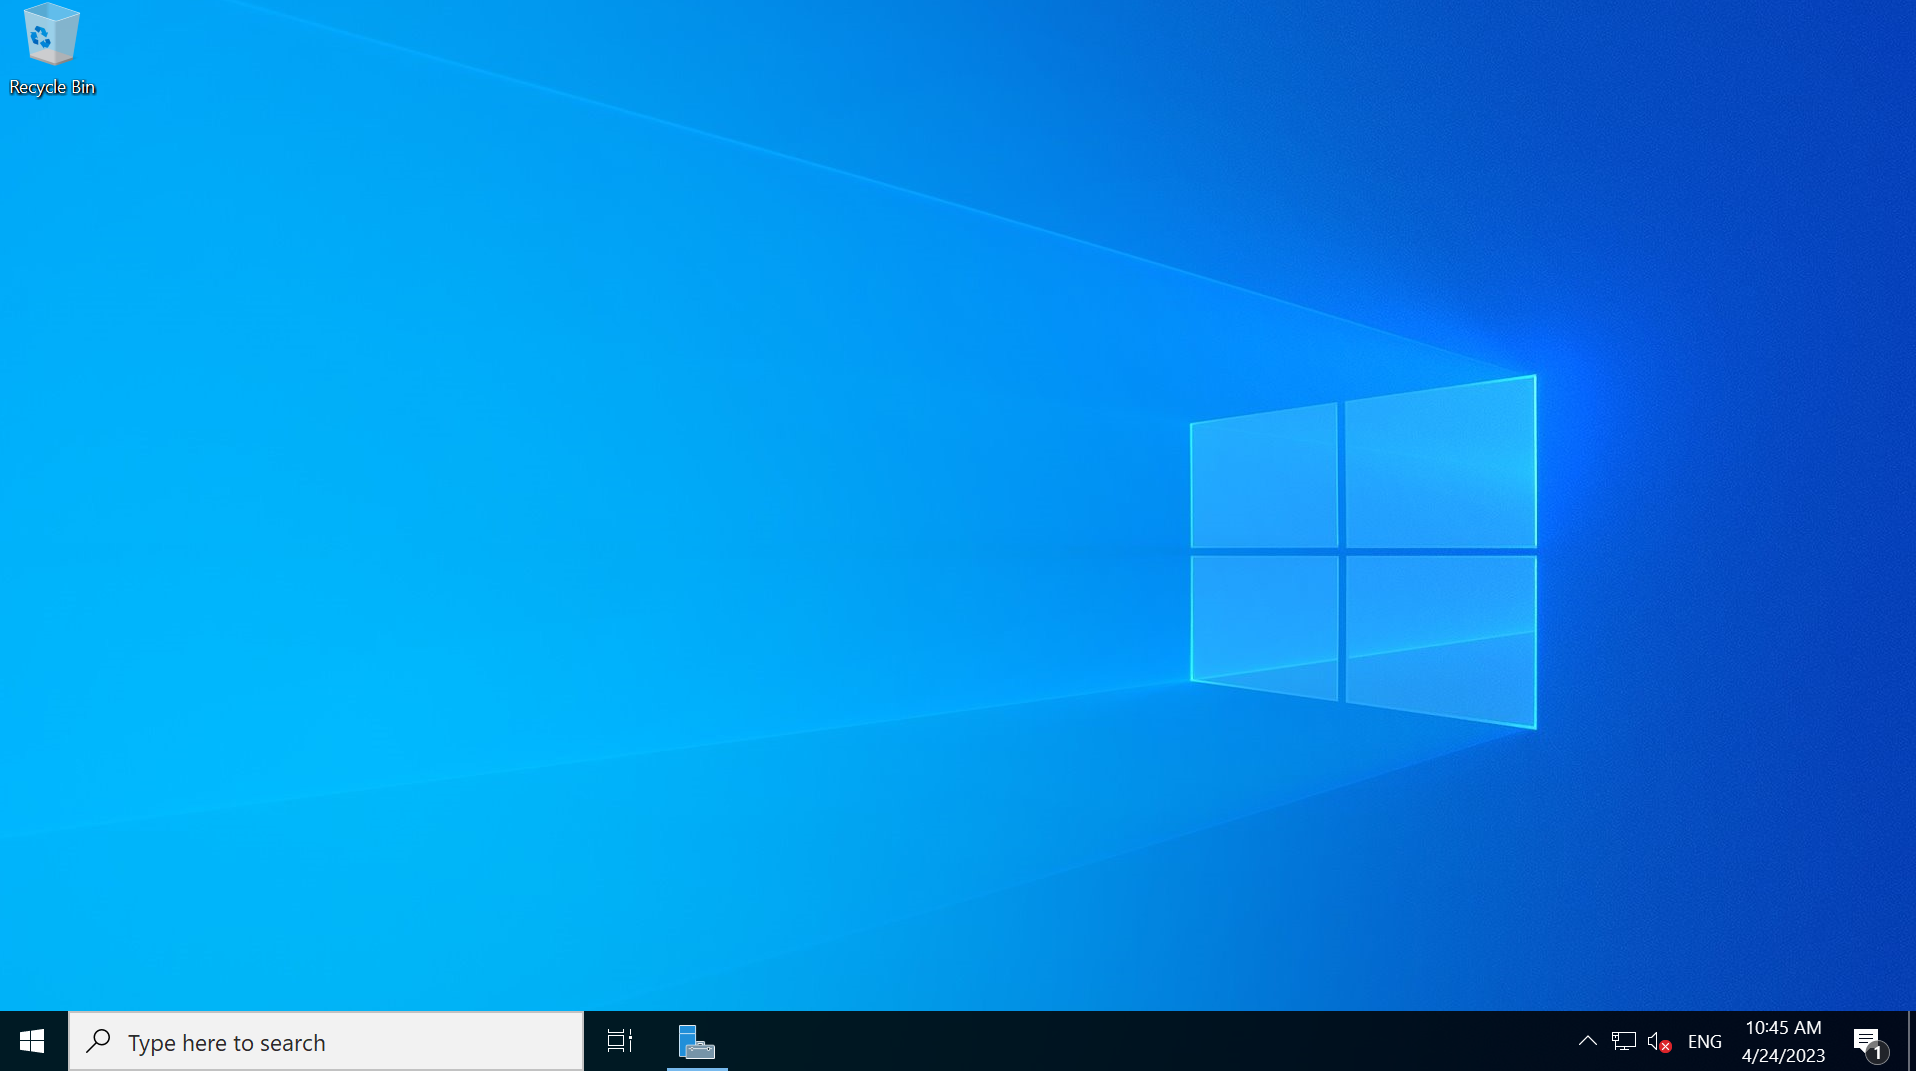 Recycle Bin
Type here to search
ENG
10:45 AM
4/24/2023
1